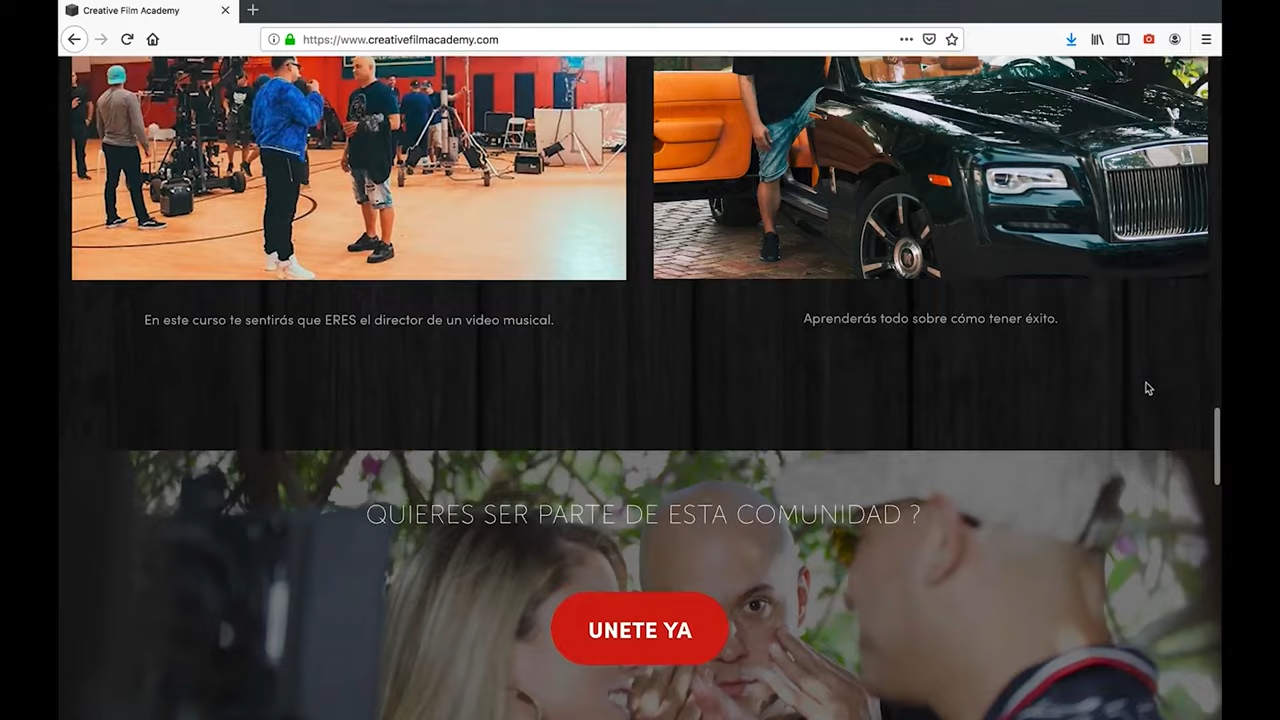 Creative Film Academy
https://www.creativefilmacademy.com
En este curso te sentirás que ERES el director de un video musical.
Aprenderás todo sobre cómo tener éxito.
QUIERES SER PARTE DE ESTA COMUNIDAD ?
UNETE YA